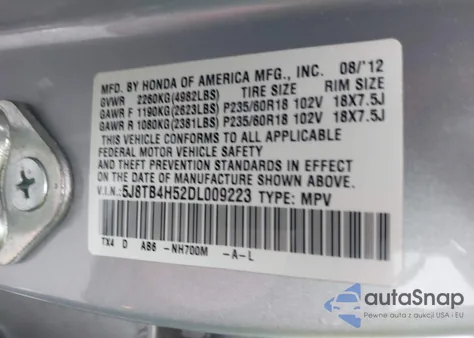 MFD. BY HONDA OF AMERICA MFG., INC. 08/'12
GVWR 2260KG(4982LBS) TIRE SIZE RIM SIZE
GAWR F 1190KG(2623LBS) P235/60R18 102V 18X7.5J
GAWR R 1080KG(2381LBS) P235/60R18 102V 18X7.5J
THIS VEHICLE CONFORMS TO ALL APPLICABLE
FEDERAL MOTOR VEHICLE SAFETY
AND THEFT PREVENTION STANDARDS IN EFFECT
ON THE DATE OF MANUFACTURE SHOWN ABOVE.
V.I.N.:5J8TB4H52DL009223 TYPE: MPV
TX4 D AB6 -NH700M -A-L
autoSnap
Pewne auta z aukcji USA i EU